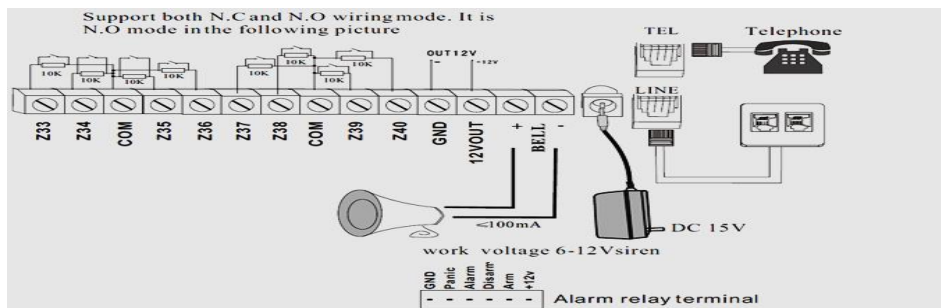 Support both N.C and N.O wiring mode. It is
N.O mode in the following picture
TEL
Telephone
10K 10K 10K 10K 10K 10K 10K 10K
OUT12V
- +12V
LINE
Z33 Z34 COM Z35 Z36 Z37 Z38 COM Z39 Z40 GND 12VOUT + BELL -
<100mA
DC 15V
work voltage 6-12Vsiren
GND Panic Alarm Disarm Arm +12v
- - - - - -
Alarm relay terminal